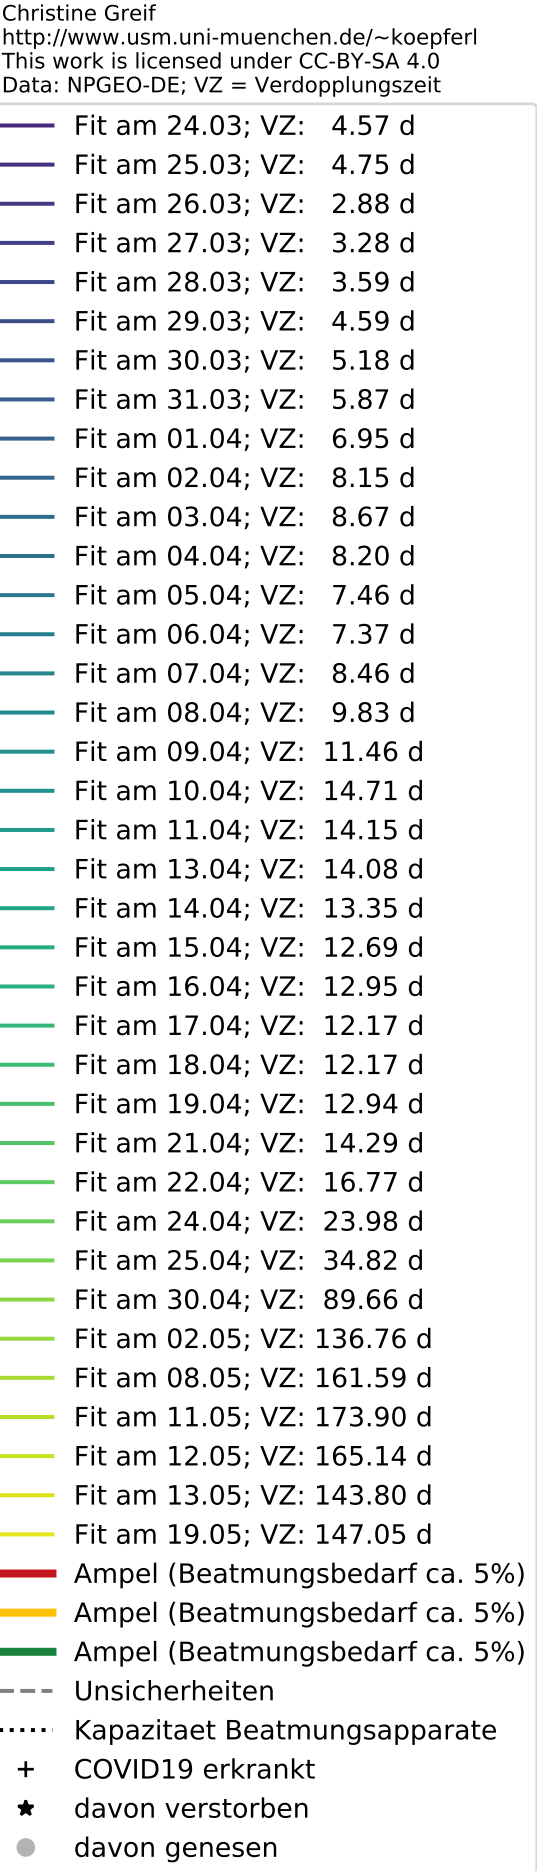 Christine Greif
http://www.usm.uni-muenchen.de/~koepferl
This work is licensed under CC-BY-SA 4.0
Data: NPGEO-DE; VZ = Verdopplungszeit
Fit am 24.03; VZ: 4.57 d
Fit am 25.03; VZ: 4.75 d
Fit am 26.03; VZ: 2.88 d
Fit am 27.03; VZ: 3.28 d
Fit am 28.03; VZ: 3.59 d
Fit am 29.03; VZ: 4.59 d
Fit am 30.03; VZ: 5.18 d
Fit am 31.03; VZ: 5.87 d
Fit am 01.04; VZ: 6.95 d
Fit am 02.04; VZ: 8.15 d
Fit am 03.04; VZ: 8.67 d
Fit am 04.04; VZ: 8.20 d
Fit am 05.04; VZ: 7.46 d
Fit am 06.04; VZ: 7.37 d
Fit am 07.04; VZ: 8.46 d
Fit am 08.04; VZ: 9.83 d
Fit am 09.04; VZ: 11.46 d
Fit am 10.04; VZ: 14.71 d
Fit am 11.04; VZ: 14.15 d
Fit am 13.04; VZ: 14.08 d
Fit am 14.04; VZ: 13.35 d
Fit am 15.04; VZ: 12.69 d
Fit am 16.04; VZ: 12.95 d
Fit am 17.04; VZ: 12.17 d
Fit am 18.04; VZ: 12.17 d
Fit am 19.04; VZ: 12.94 d
Fit am 21.04; VZ: 14.29 d
Fit am 22.04; VZ: 16.77 d
Fit am 24.04; VZ: 23.98 d
Fit am 25.04; VZ: 34.82 d
Fit am 30.04; VZ: 89.66 d
Fit am 02.05; VZ: 136.76 d
Fit am 08.05; VZ: 161.59 d
Fit am 11.05; VZ: 173.90 d
Fit am 12.05; VZ: 165.14 d
Fit am 13.05; VZ: 143.80 d
Fit am 19.05; VZ: 147.05 d
Ampel (Beatmungsbedarf ca. 5%)
Ampel (Beatmungsbedarf ca. 5%)
Ampel (Beatmungsbedarf ca. 5%)
Unsicherheiten
Kapazitaet Beatmungsapparate
COVID19 erkrankt
davon verstorben
davon genesen